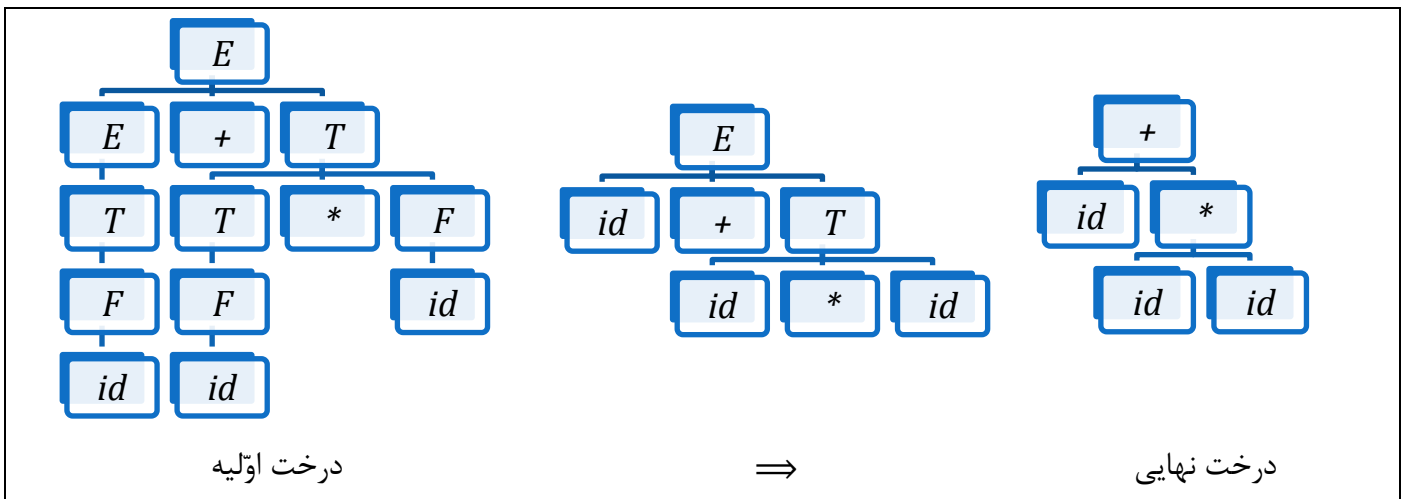 E
E + T
T T * F
F F id
id id
E
id + T
id * id
+
id *
id id
درخت اوّلیه ⟹ درخت نهایی